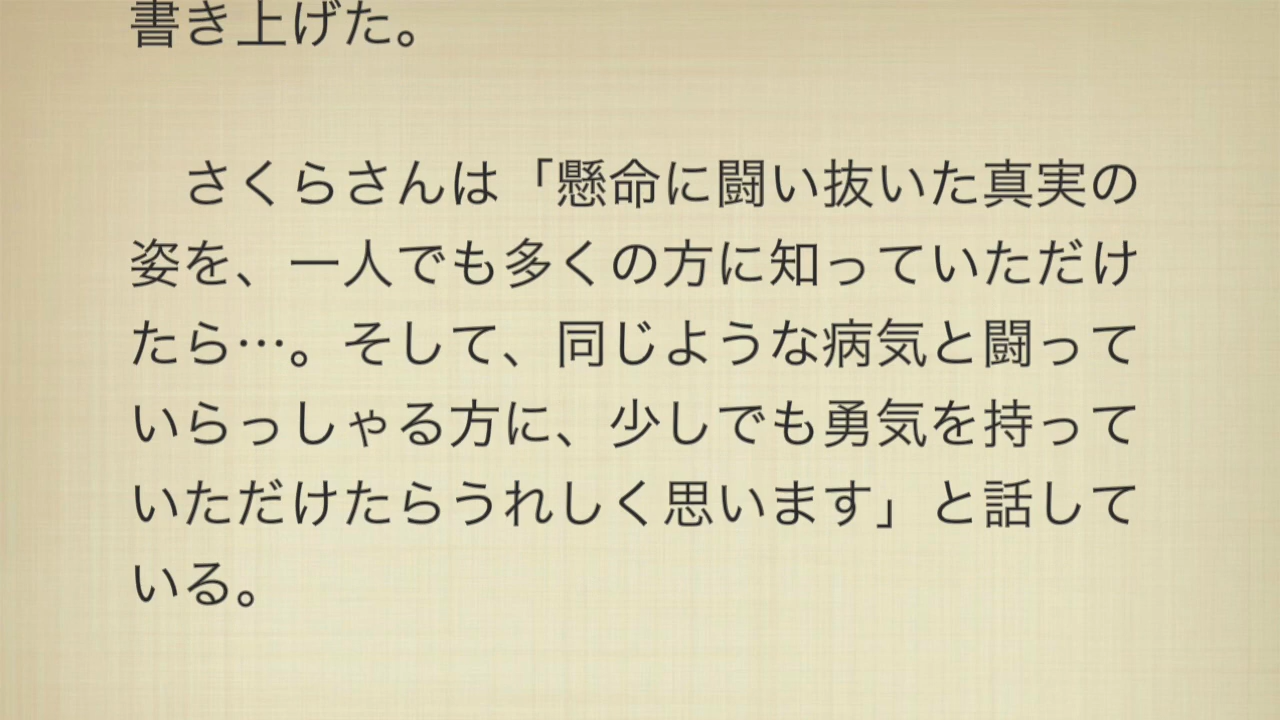 書き上げた。
さくらさんは「懸命に闘い抜いた真実の
姿を、一人でも多くの方に知っていただけ
たら…。そして、同じような病気と闘って
いらっしゃる方に、少しでも勇気を持って
いただけたらうれしく思います」と話して
いる。